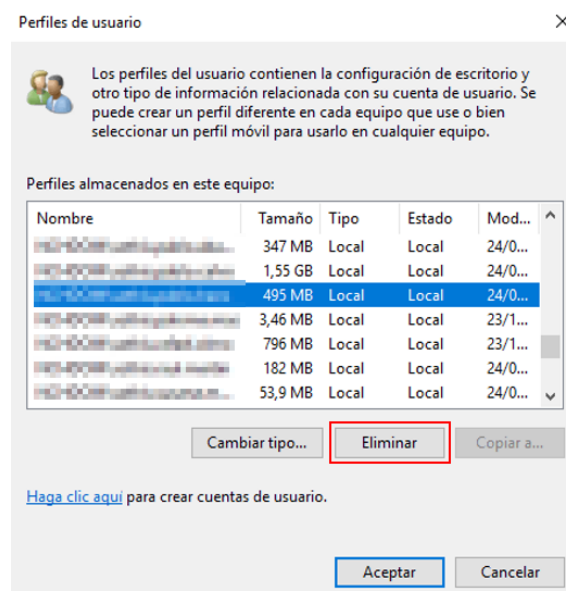 Perfiles de usuario
Los perfiles del usuario contienen la configuración de escritorio y
otro tipo de información relacionada con su cuenta de usuario. Se
puede crear un perfil diferente en cada equipo que use o bien
seleccionar un perfil móvil para usarlo en cualquier equipo.
Perfiles almacenados en este equipo:
Nombre Tamaño Tipo Estado Mod...
347 MB Local Local 24/0...
1,55 GB Local Local 24/0...
495 MB Local Local 24/0...
3,46 MB Local Local 23/1...
796 MB Local Local 23/1...
182 MB Local Local 24/0...
53,9 MB Local Local 24/0...
Cambiar tipo... Eliminar Copiar a...
Haga clic aquí para crear cuentas de usuario.
Aceptar Cancelar